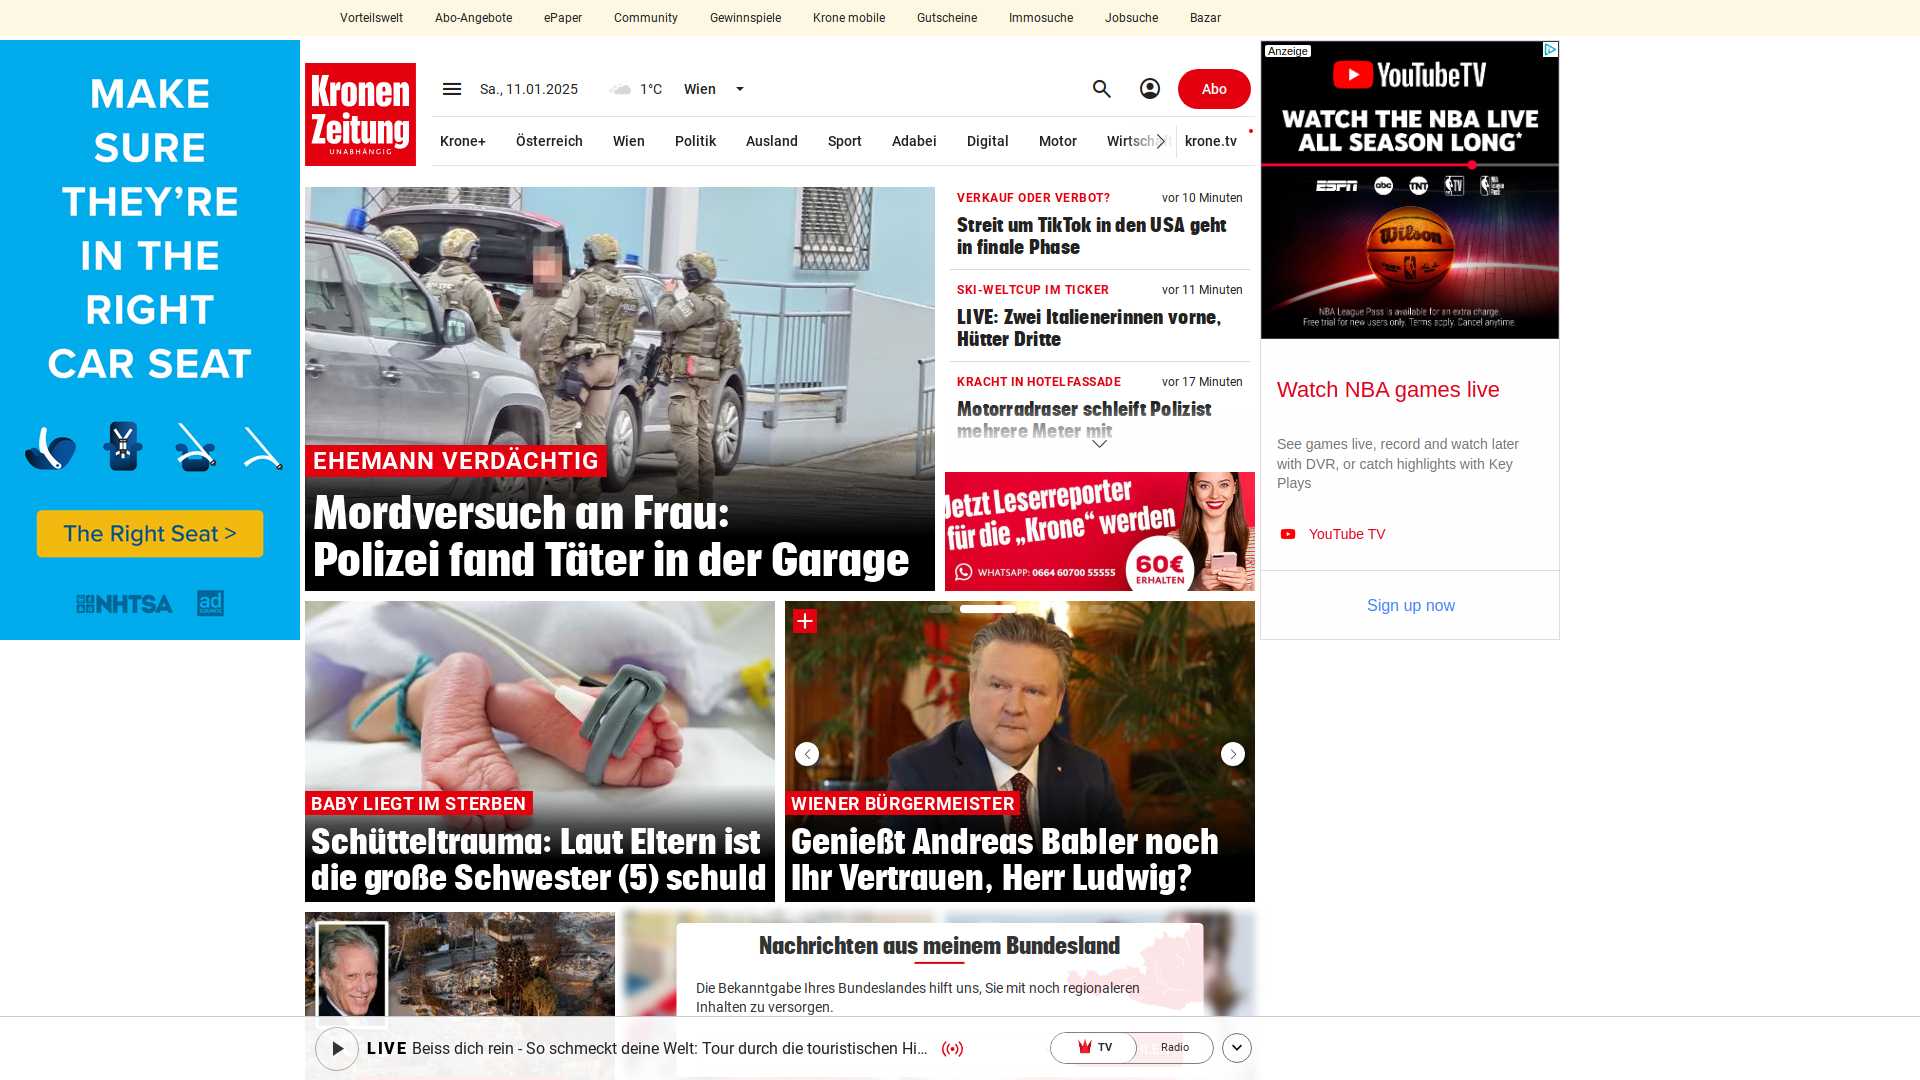 Vorteilswelt
Abo-Angebote
ePaper
Community
Gewinnspiele
Krone mobile
Gutscheine
Immosuche
Jobsuche
Bazar
MAKE
SURE
THEY'RE
IN THE
RIGHT
CAR SEAT
The Right Seat >
NHTSA
ad
Kronen
Zeitung
UNABHÄNGIG
Sa., 11.01.2025
1°C
Wien
Abo
Krone+
Österreich
Wien
Politik
Ausland
Sport
Adabei
Digital
Motor
Wirtschaft
krone.tv
EHEMANN VERDÄCHTIG
Mordversuch an Frau:
Polizei fand Täter in der Garage
VERKAUF ODER VERBOT?
vor 10 Minuten
Streit um TikTok in den USA geht
in finale Phase
SKI-WELTCUP IM TICKER
vor 11 Minuten
LIVE: Zwei Italienerinnen vorne,
Hütter Dritte
KRACHT IN HOTELFASSADE
vor 17 Minuten
Motorradraser schleift Polizist
mehrere Meter mit
Jetzt Leserreporter
für die „Krone“ werden
WHATSAPP: 0664 60700 55555
60€
ERHALTEN
Anzeige
YouTubeTV
WATCH THE NBA LIVE
ALL SEASON LONG*
ESPN
abc
TNT
Wilson
NBA League Pass is available for an extra charge.
Free trial for new users only. Terms apply. Cancel anytime.
Watch NBA games live
See games live, record and watch later
with DVR, or catch highlights with Key
Plays
YouTube TV
Sign up now
BABY LIEGT IM STERBEN
Schütteltrauma: Laut Eltern ist
die große Schwester (5) schuld
WIENER BÜRGERMEISTER
Genießt Andreas Babler noch
Ihr Vertrauen, Herr Ludwig?
Nachrichten aus meinem Bundesland
Die Bekanntgabe Ihres Bundeslandes hilft uns, Sie mit noch regionaleren
Inhalten zu versorgen.
LIVE Beiss dich rein - So schmeckt deine Welt: Tour durch die touristischen Hi...
TV
Radio